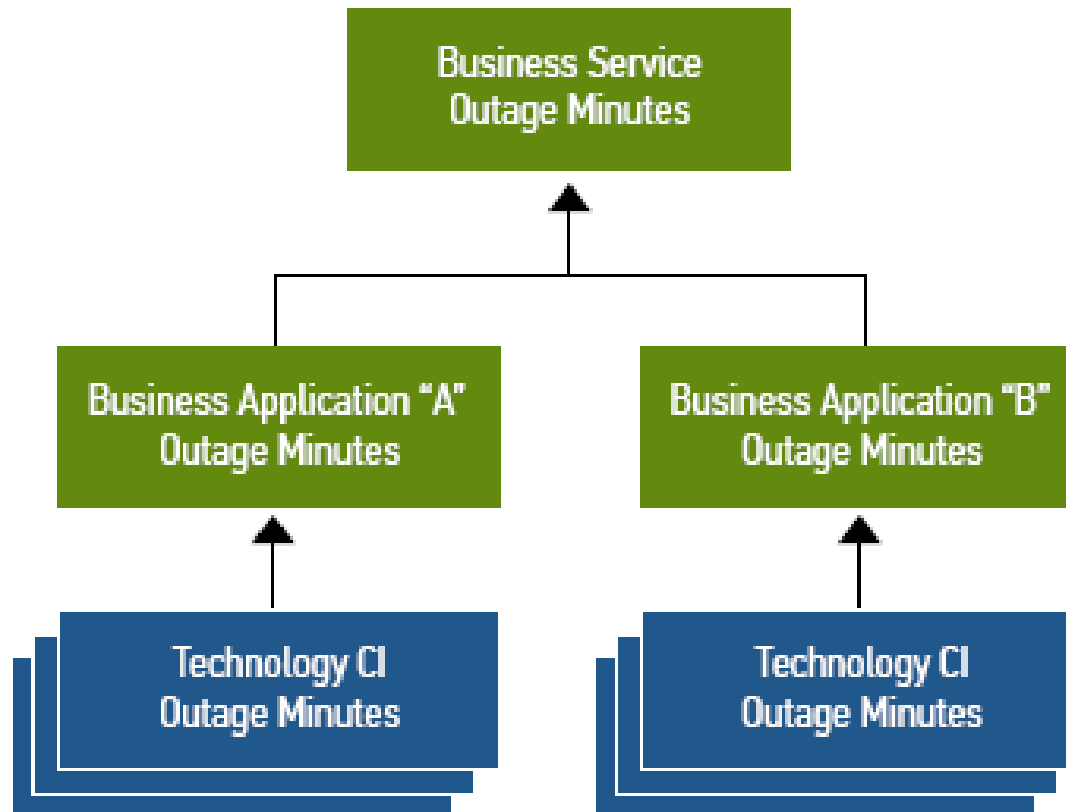 Business Service
Outage Minutes
Business Application “A”
Outage Minutes
Business Application “B”
Outage Minutes
Technology CI
Outage Minutes
Technology CI
Outage Minutes